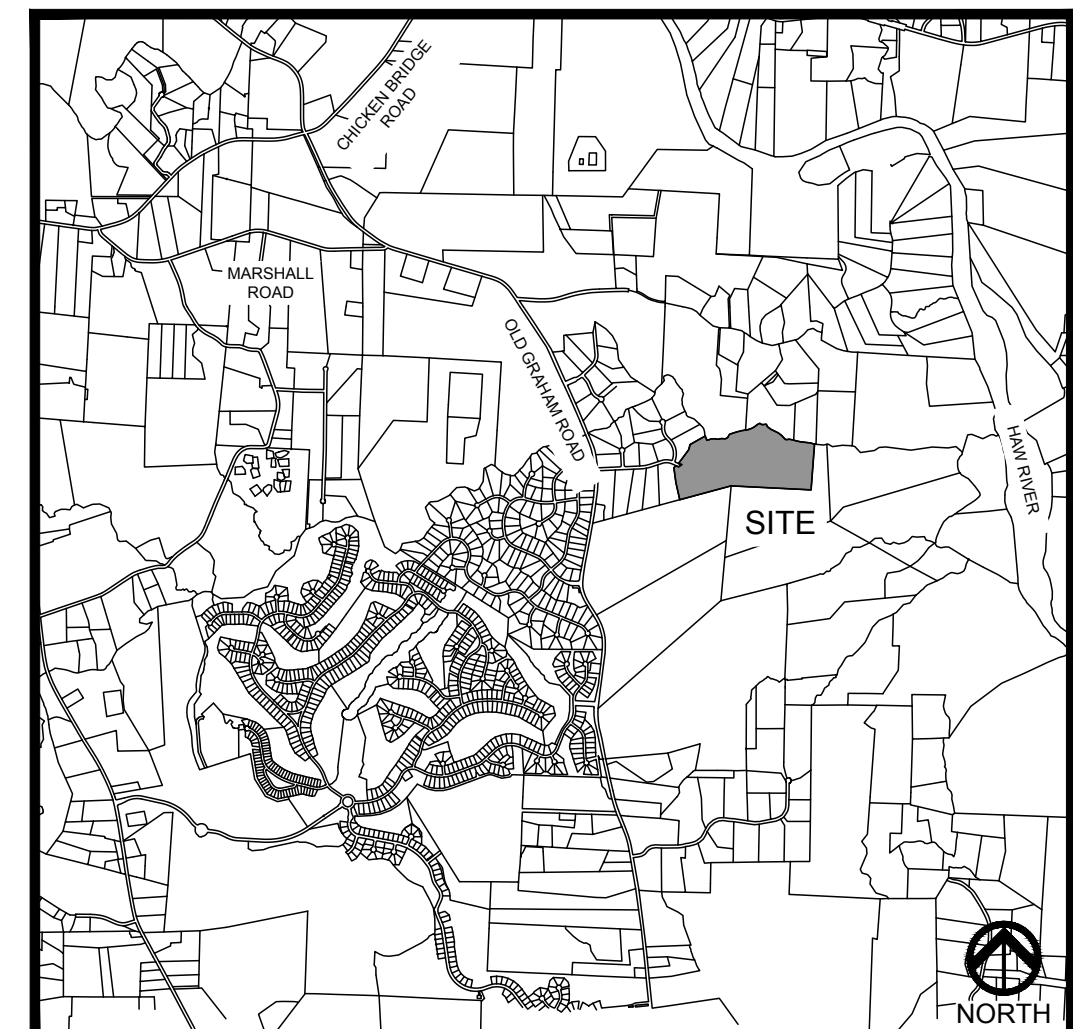 CHICKEN BRIDGE
ROAD
MARSHALL
ROAD
OLD GRAHAM ROAD
HAW RIVER
SITE
NORTH